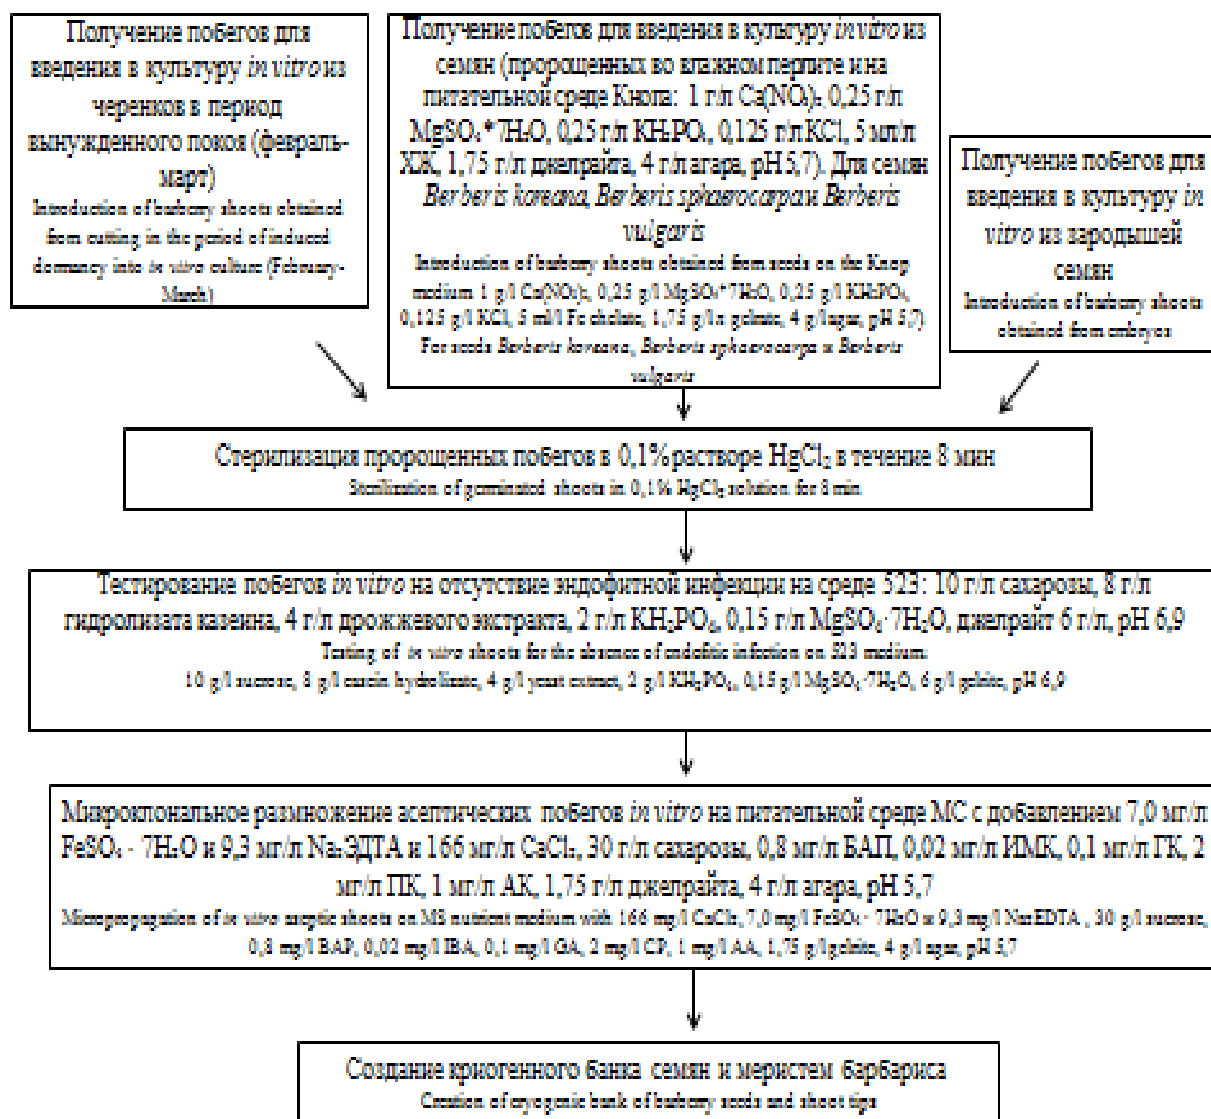 Получение побегов для
введения в культуру in vitro из
черенков в период
вынужденного покоя (февраль-
март)
Introduction of barberry shoots obtained
from cutting in the period of induced
dormancy into in vitro culture (February-
March)
Получение побегов для введения в культуру in vitro из
семян (пророщенных во влажном перлите и на
питательной среде Кнопа: 1 г/л Ca(NO₃)₂, 0,25 г/л
MgSO₄*7H₂O, 0,25 г/л KH₂PO₄, 0,125 г/л KCl, 5 мл/л
ХЖ, 1,75 г/л джелрайта, 4 г/л агара, pH 5,7). Для семян
Berberis koreana, Berberis sphaerocarpa и Berberis
vulgaris
Introduction of barberry shoots obtained from seeds on the Knop
medium 1 g/l Ca(NO₃)₂, 0,25 g/l MgSO₄*7H₂O, 0,25 g/l KH₂PO₄,
0,125 g/l KCl, 5 ml/l Fe chelate, 1,75 g/l gelrite, 4 g/l agar, pH 5,7)
For seeds Berberis koreana, Berberis sphaerocarpa и Berberis
vulgaris
Получение побегов для
введения в культуру in
vitro из зародышей
семян
Introduction of barberry shoots
obtained from embryos
Стерилизация пророщенных побегов в 0,1% растворе HgCl₂ в течение 8 мин
Sterilization of germinated shoots in 0,1% HgCl₂ solution for 8 min
Тестирование побегов in vitro на отсутствие эндофитной инфекции на среде 523: 10 г/л сахарозы, 8 г/л
гидролизата казеина, 4 г/л дрожжевого экстракта, 2 г/л KH₂PO₄, 0,15 г/л MgSO₄·7H₂O, джелрайт 6 г/л, pH 6,9
Testing of in vitro shoots for the absence of endofitic infection on 523 medium:
10 g/l sucrose, 8 g/l casein hydrolizate, 4 g/l yeast extract, 2 g/l KH₂PO₄, 0,15 g/l MgSO₄·7H₂O, 6 g/l gelrite, pH 6,9
Микроклональное размножение асептических побегов in vitro на питательной среде МС с добавлением 7,0 мг/л
FeSO₄ · 7H₂O и 9,3 мг/л Na₂ЭДТА и 166 мг/л CaCl₂, 30 г/л сахарозы, 0,8 мг/л БАП, 0,02 мг/л ИМК, 0,1 мг/л ГК, 2
мг/л ПК, 1 мг/л АК, 1,75 г/л джелрайта, 4 г/л агара, pH 5,7
Micropropagation of in vitro aseptic shoots on MS nutrient medium with 166 mg/l CaCl₂, 7,0 mg/l FeSO₄ · 7H₂O и 9,3 mg/l Na₂EDTA , 30 g/l sucrose,
0,8 mg/l BAP, 0,02 mg/l IBA, 0,1 mg/l GA, 2 mg/l CP, 1 mg/l AA, 1,75 g/l gelrite, 4 g/l agar, pH 5,7
Создание криогенного банка семян и меристем барбариса
Creation of cryogenic bank of barberry seeds and shoot tips